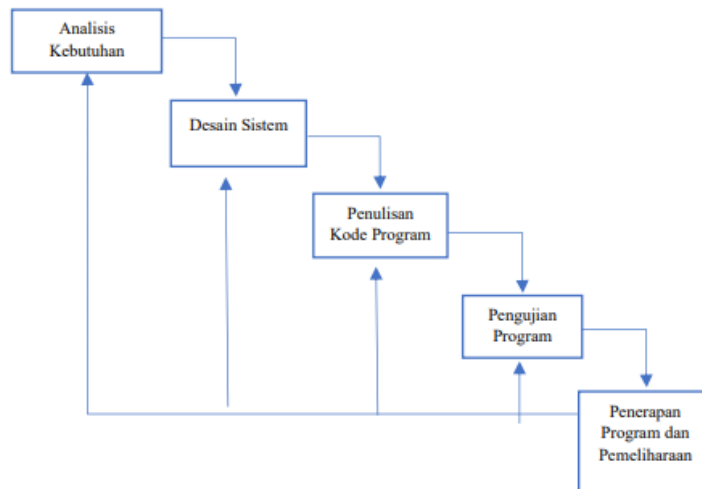 Analisis
Kebutuhan
Desain Sistem
Penulisan
Kode Program
Pengujian
Program
Penerapan
Program dan
Pemeliharaan